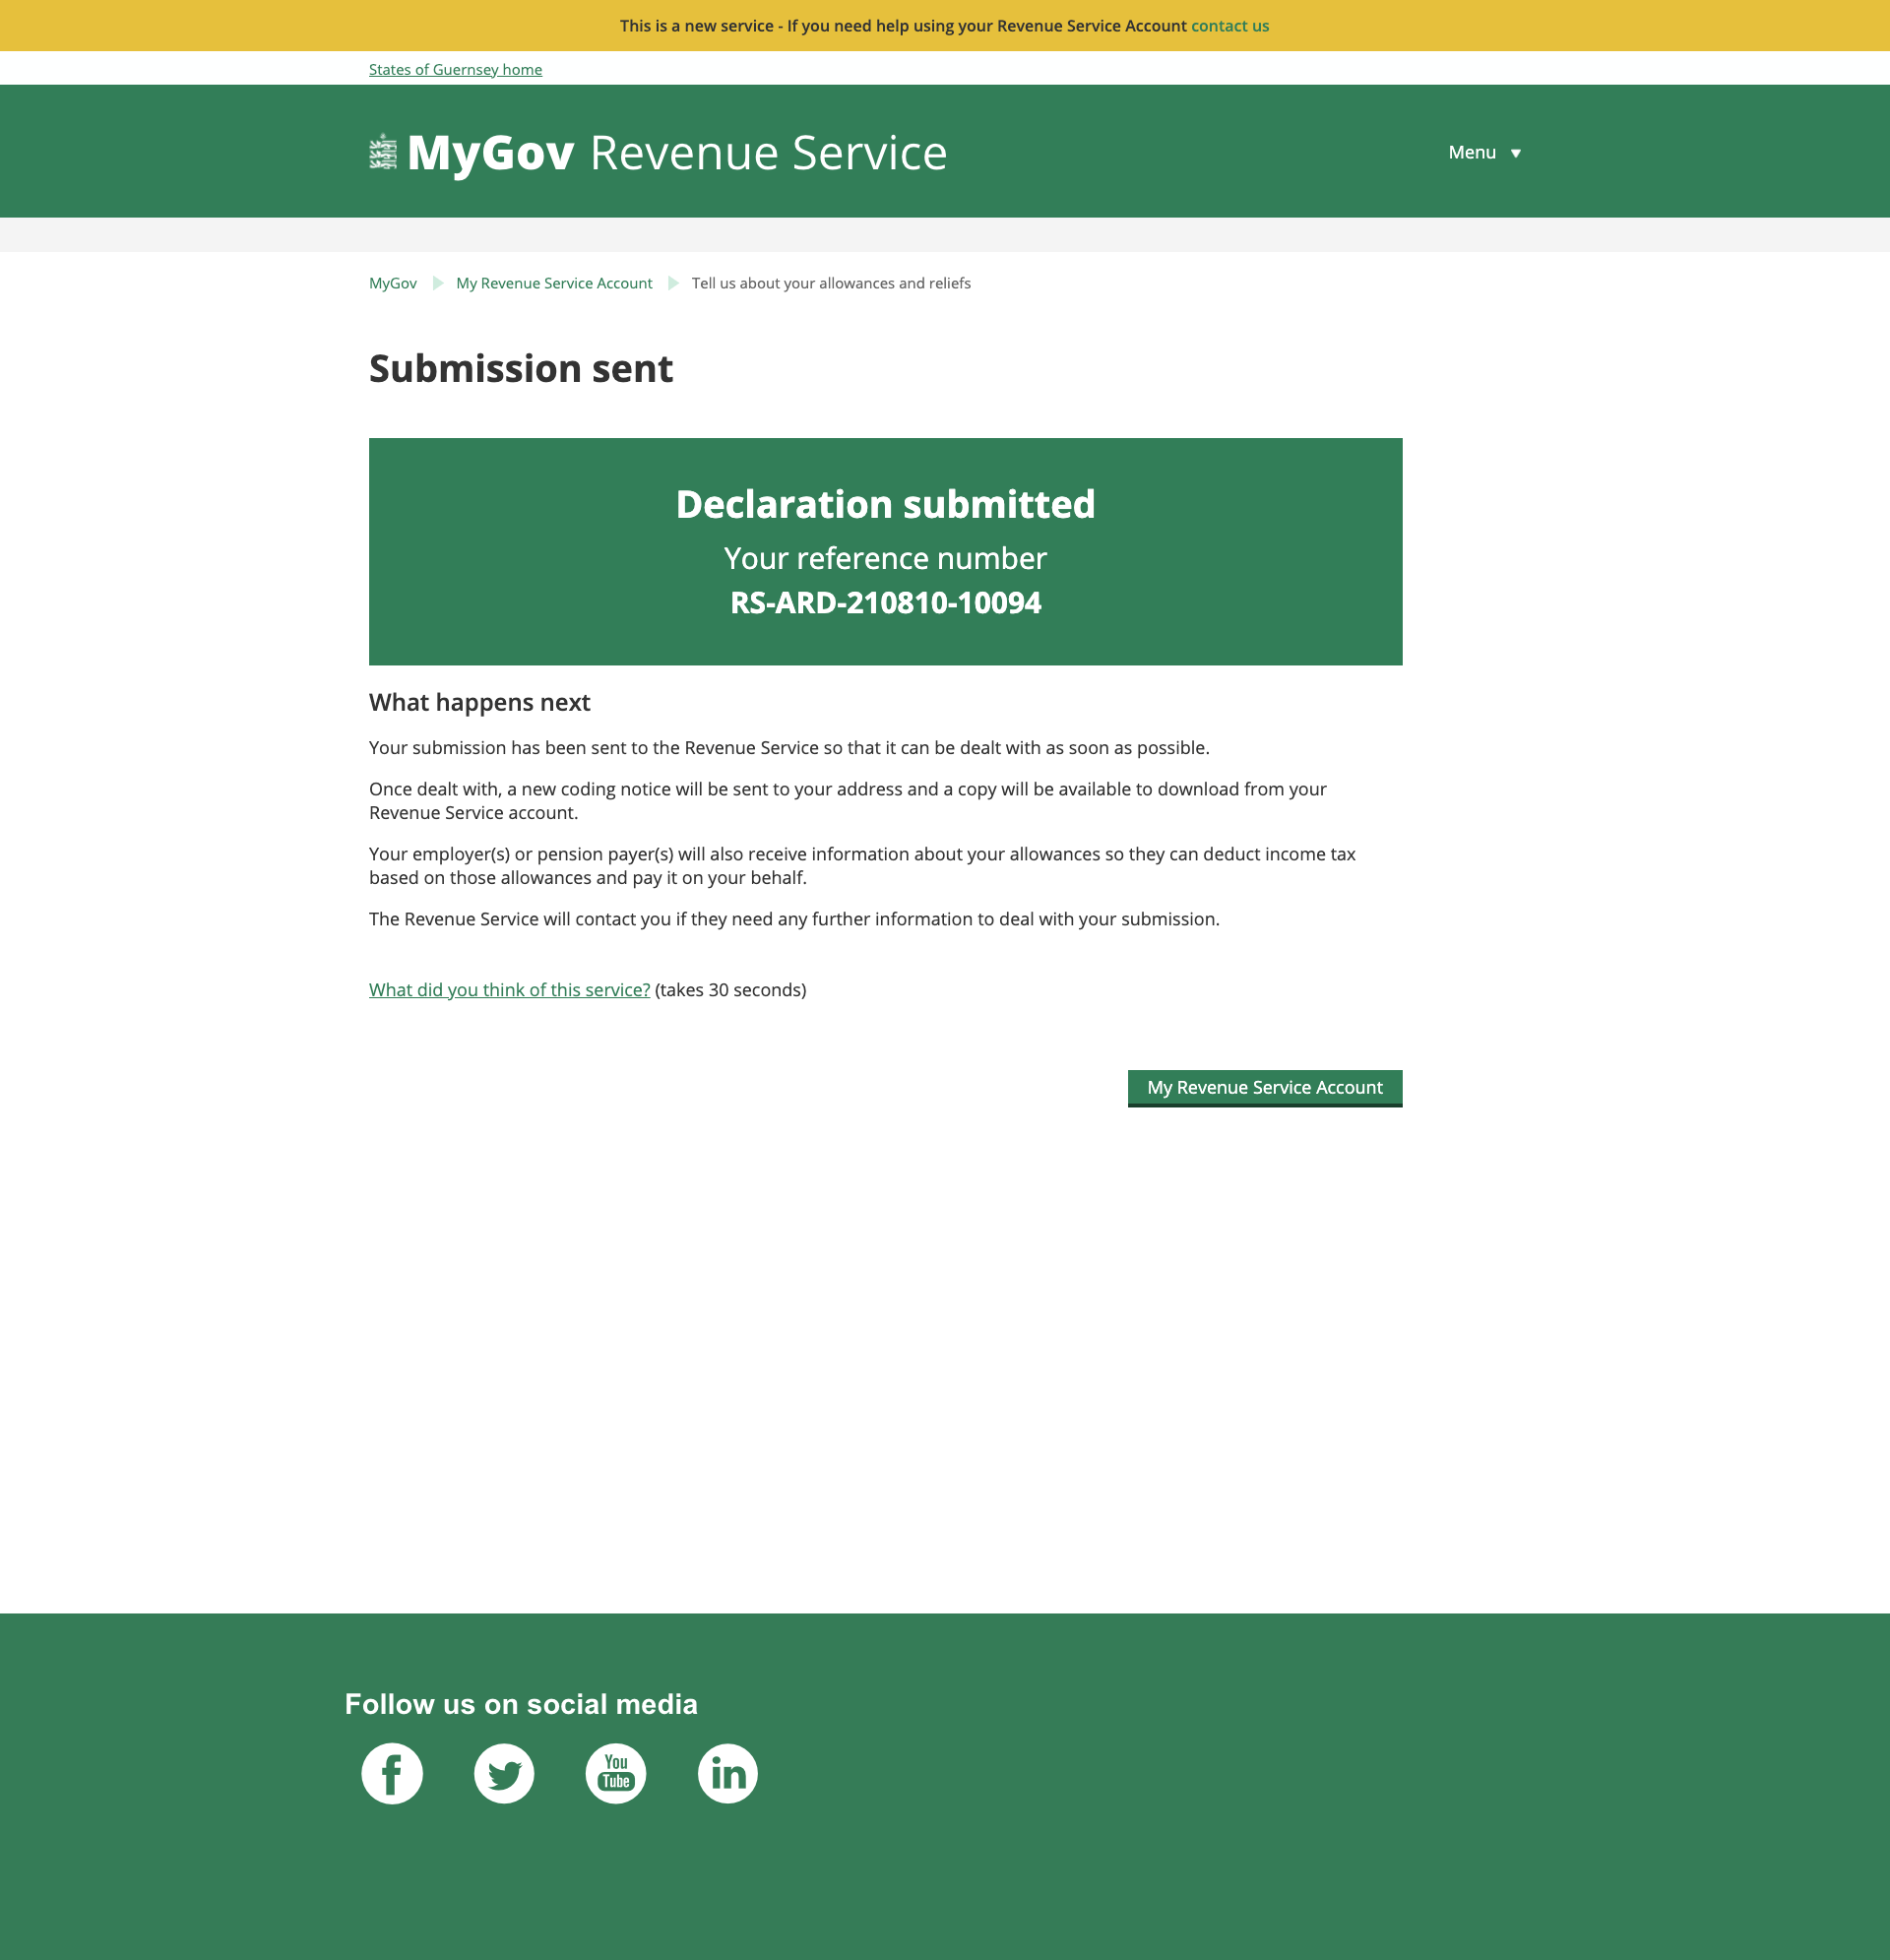 This is a new service - If you need help using your Revenue Service Account contact us
States of Guernsey home
MyGov Revenue Service
Menu
MyGov
My Revenue Service Account
Tell us about your allowances and reliefs
Submission sent
Declaration submitted
Your reference number
RS-ARD-210810-10094
What happens next
Your submission has been sent to the Revenue Service so that it can be dealt with as soon as possible.
Once dealt with, a new coding notice will be sent to your address and a copy will be available to download from your
Revenue Service account.
Your employer(s) or pension payer(s) will also receive information about your allowances so they can deduct income tax
based on those allowances and pay it on your behalf.
The Revenue Service will contact you if they need any further information to deal with your submission.
What did you think of this service? (takes 30 seconds)
My Revenue Service Account
Follow us on social media
f
You
Tube
in